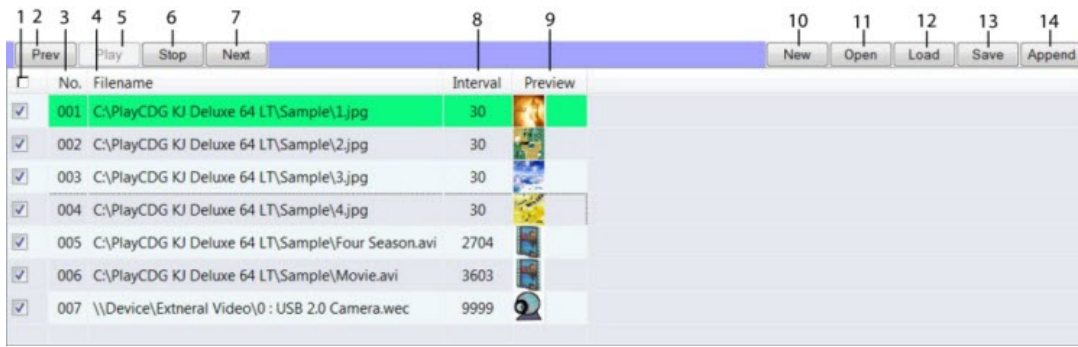 1 2 3 4 5 6 7 8 9 10 11 12 13 14
Prev Play Stop Next New Open Load Save Append
No. Filename Interval Preview
001 C:\PlayCDG KJ Deluxe 64 LT\Sample\1.jpg 30
002 C:\PlayCDG KJ Deluxe 64 LT\Sample\2.jpg 30
003 C:\PlayCDG KJ Deluxe 64 LT\Sample\3.jpg 30
004 C:\PlayCDG KJ Deluxe 64 LT\Sample\4.jpg 30
005 C:\PlayCDG KJ Deluxe 64 LT\Sample\Four Season.avi 2704
006 C:\PlayCDG KJ Deluxe 64 LT\Sample\Movie.avi 3603
007 \\Device\Extneral Video\0 : USB 2.0 Camera.wec 9999